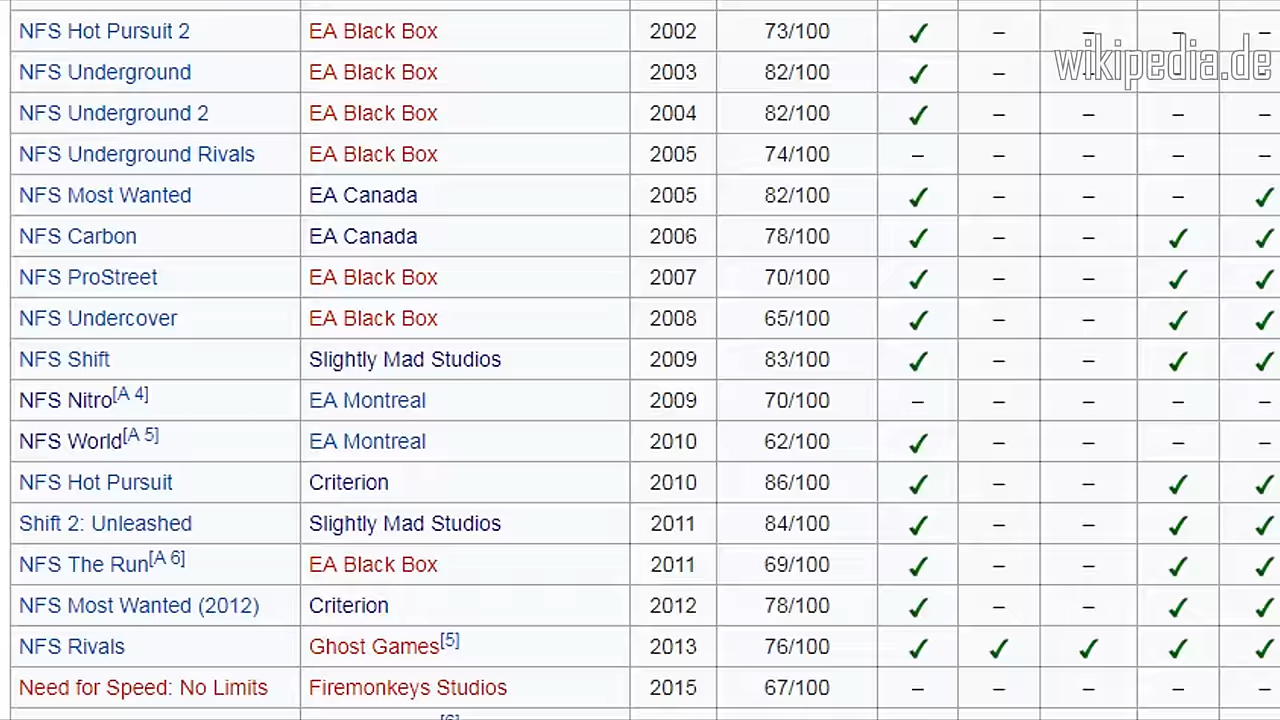 NFS Hot Pursuit 2 EA Black Box 2002 73/100 ✓ – – – –
wikipedia.de
NFS Underground EA Black Box 2003 82/100 ✓ –
NFS Underground 2 EA Black Box 2004 82/100 ✓ – – – –
NFS Underground Rivals EA Black Box 2005 74/100 – – – – –
NFS Most Wanted EA Canada 2005 82/100 ✓ – – – ✓
NFS Carbon EA Canada 2006 78/100 ✓ – – ✓ ✓
NFS ProStreet EA Black Box 2007 70/100 ✓ – – ✓ ✓
NFS Undercover EA Black Box 2008 65/100 ✓ – – ✓ ✓
NFS Shift Slightly Mad Studios 2009 83/100 ✓ – – ✓ ✓
NFS Nitro[A 4] EA Montreal 2009 70/100 – – – – –
NFS World[A 5] EA Montreal 2010 62/100 ✓ – – – –
NFS Hot Pursuit Criterion 2010 86/100 ✓ – – ✓ ✓
Shift 2: Unleashed Slightly Mad Studios 2011 84/100 ✓ – – ✓ ✓
NFS The Run[A 6] EA Black Box 2011 69/100 ✓ – – ✓ ✓
NFS Most Wanted (2012) Criterion 2012 78/100 ✓ – – ✓ ✓
NFS Rivals Ghost Games[5] 2013 76/100 ✓ ✓ ✓ ✓ ✓
Need for Speed: No Limits Firemonkeys Studios 2015 67/100 – – – – –